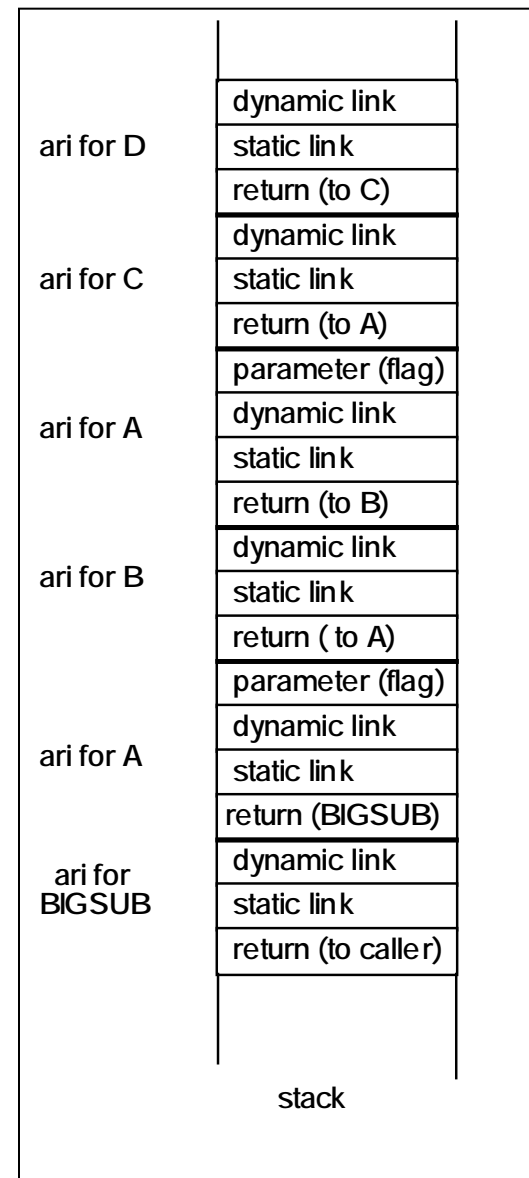 dynamic link
ari for D static link
return (to C)
dynamic link
ari for C static link
return (to A)
parameter (flag)
ari for A dynamic link
static link
return (to B)
dynamic link
ari for B static link
return ( to A)
parameter (flag)
dynamic link
ari for A static link
return (BIGSUB)
ari for dynamic link
BIGSUB static link
return (to caller)
stack